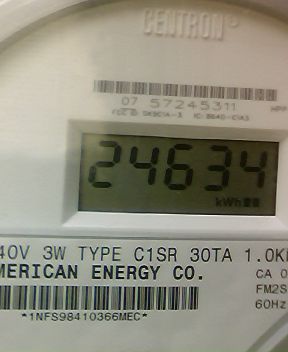 CENTRON®
07 57245311
24634
kWh
40V 3W TYPE C1SR 30TA 1.0K
MERICAN ENERGY CO.
CA 0
FM2S
60Hz
*1NFS98410366MEC*